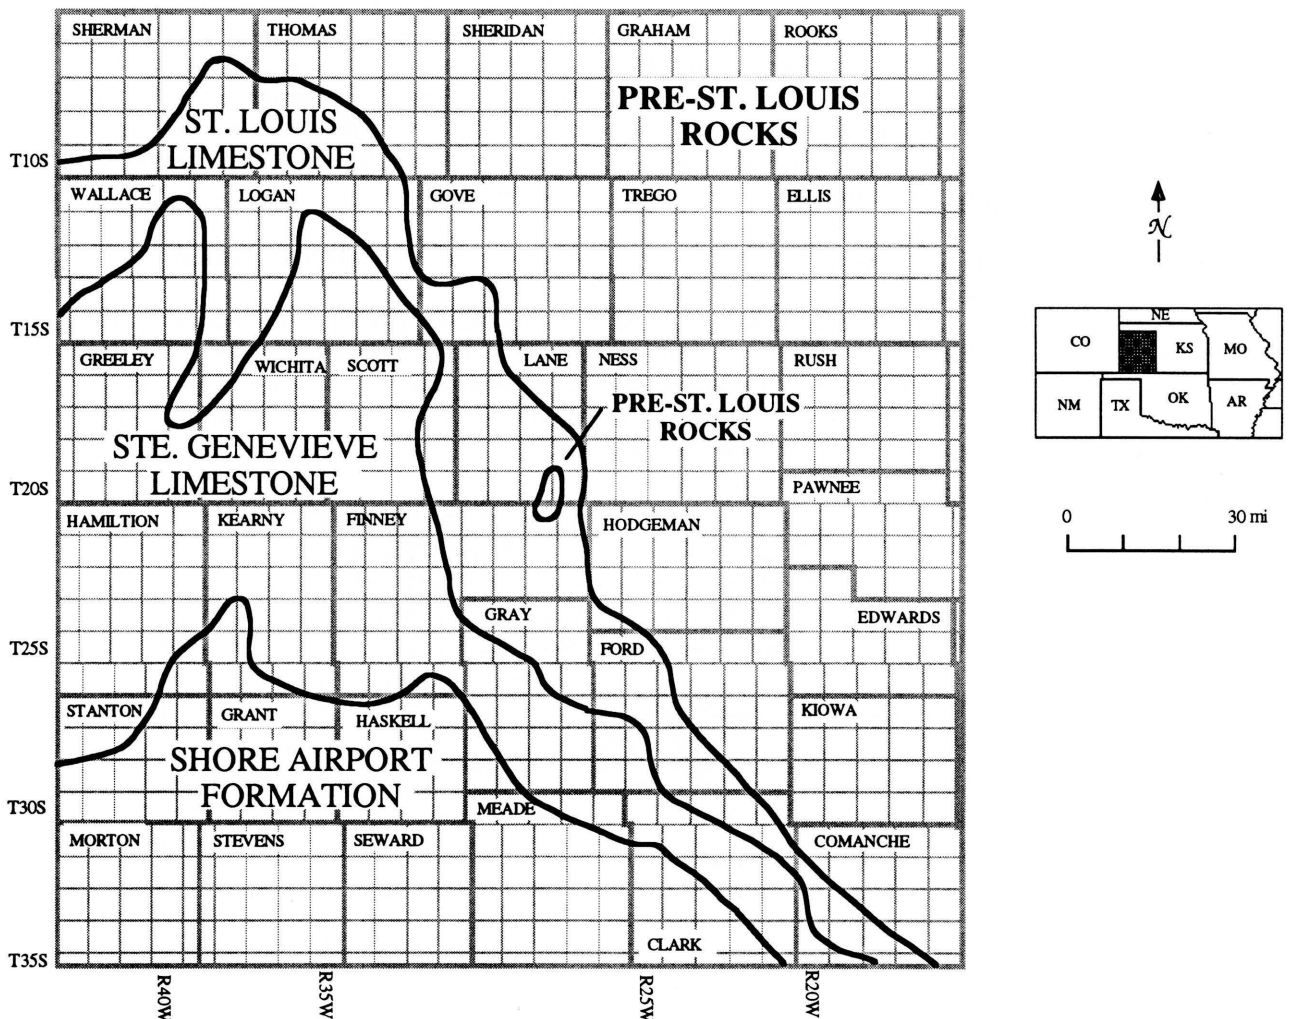 SHERMAN THOMAS SHERIDAN GRAHAM ROOKS
PRE-ST. LOUIS
ROCKS
ST. LOUIS
LIMESTONE
T10S
WALLACE LOGAN GOVE TREGO ELLIS
T15S
GREELEY WICHITA SCOTT LANE NESS RUSH
PRE-ST. LOUIS
ROCKS
STE. GENEVIEVE
LIMESTONE
T20S
PAWNEE
HAMILTION KEARNY FINNEY HODGEMAN
GRAY EDWARDS
T25S
FORD
STANTON GRANT HASKELL KIOWA
SHORE AIRPORT
FORMATION
T30S
MEADE
MORTON STEVENS SEWARD COMANCHE
CLARK
T35S
R40W R35W R25W R20W
N
NE
CO KS MO
NM TX OK AR
0 30 mi